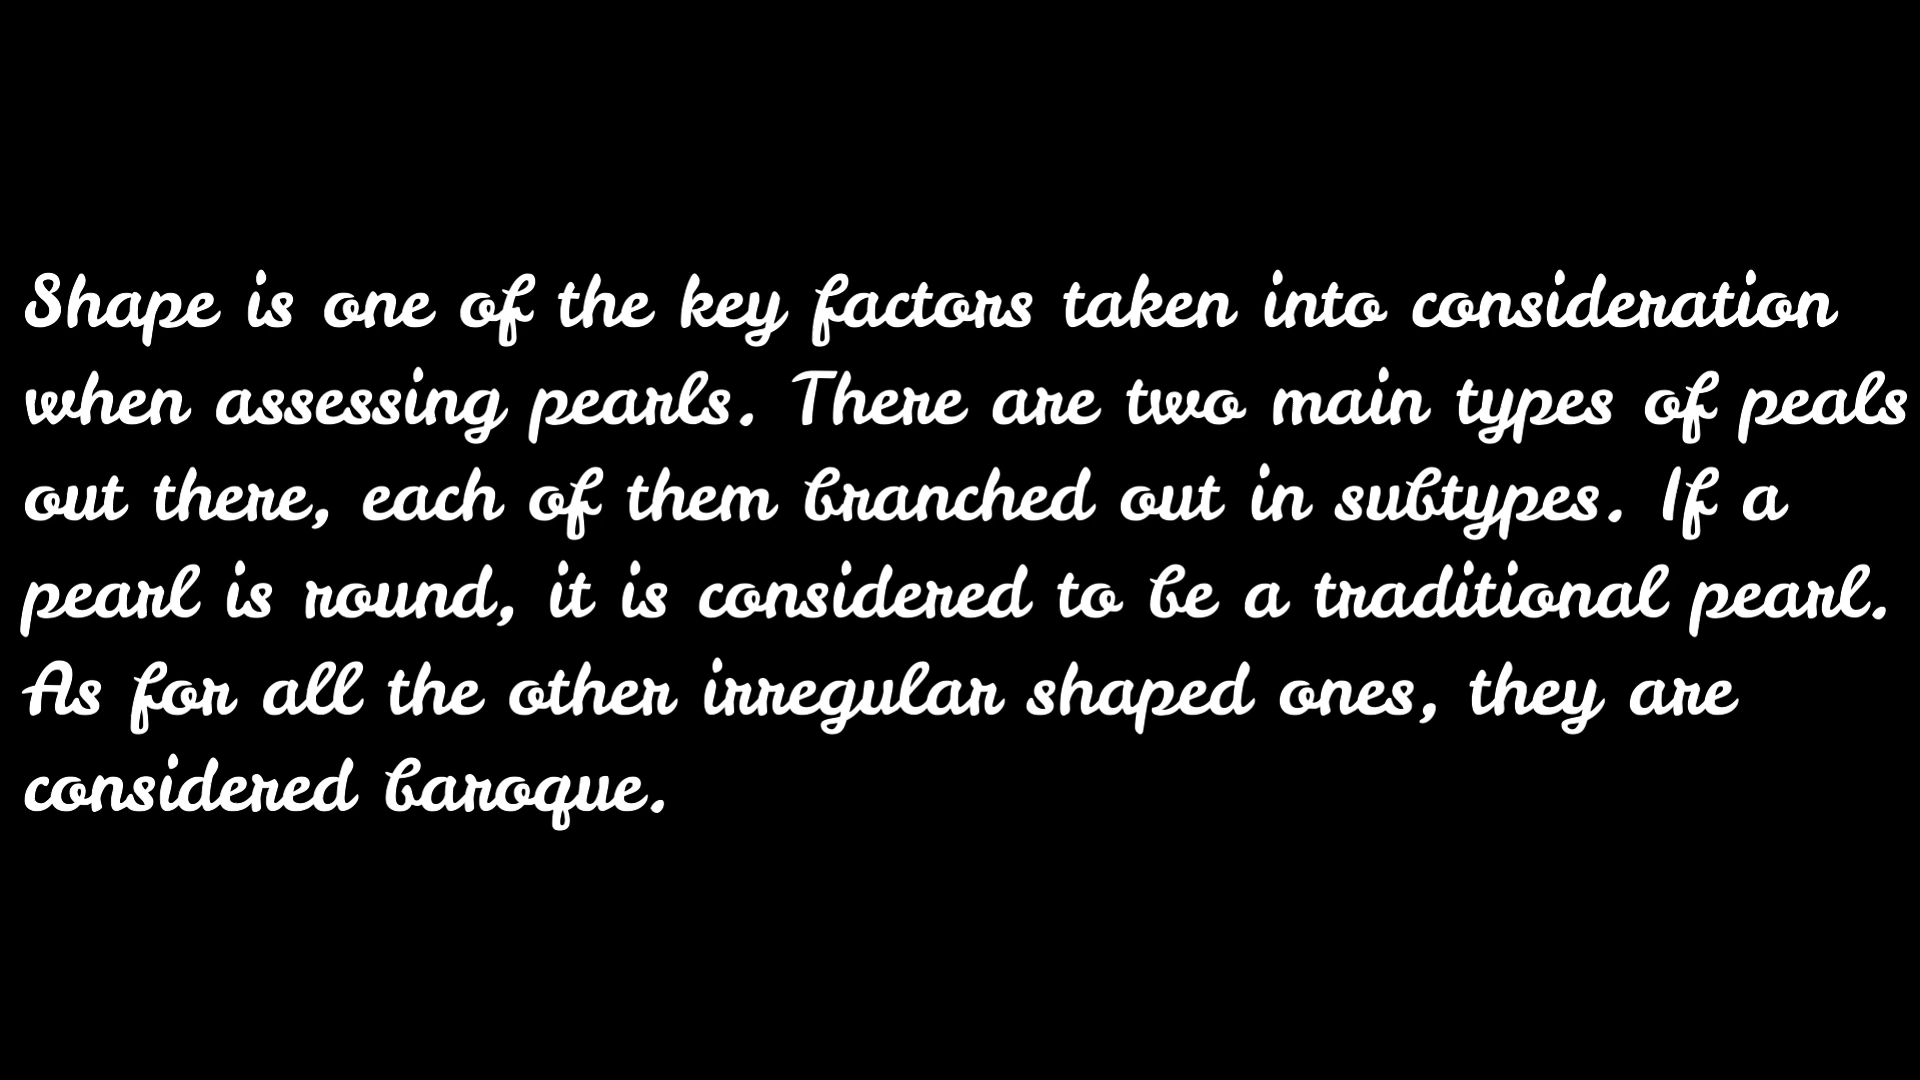 Shape is one of the key factors taken into consideration
when assessing pearls. There are two main types of peals
out there, each of them branched out in subtypes. If a
pearl is round, it is considered to be a traditional pearl.
As for all the other irregular shaped ones, they are
considered baroque.